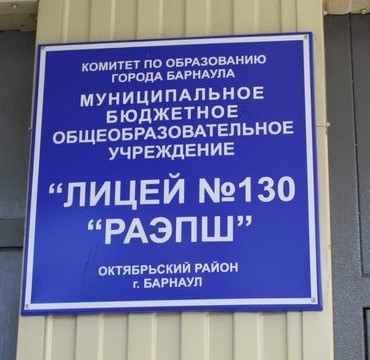 КОМИТЕТ ПО ОБРАЗОВАНИЮ
ГОРОДА БАРНАУЛА
МУНИЦИПАЛЬНОЕ
БЮДЖЕТНОЕ
ОБЩЕОБРАЗОВАТЕЛЬНОЕ
УЧРЕЖДЕНИЕ
“ЛИЦЕЙ №130
“РАЭПШ”
ОКТЯБРЬСКИЙ РАЙОН
г. БАРНАУЛ